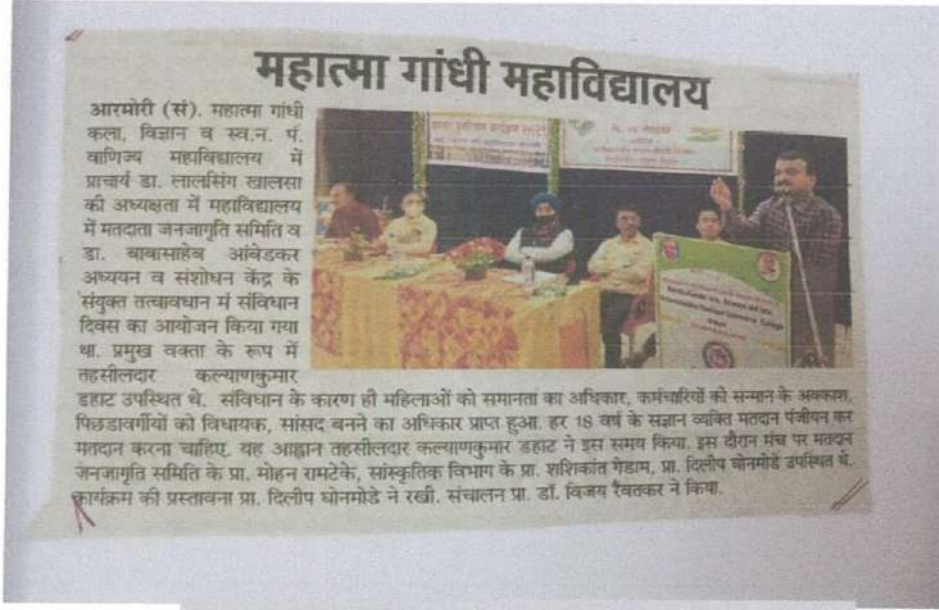 महात्मा गांधी महाविद्यालय
आरमोरी (सं). महात्मा गांधी
कला, विज्ञान व स्व.न. पं.
वाणिज्य महाविद्यालय में
प्राचार्य डा. लालसिंग खालसा
की अध्यक्षता में महाविद्यालय
में मतदाता जनजागृति समिति व
डा. बाबासाहेब आंबेडकर
अध्ययन व संशोधन केंद्र के
संयुक्त तत्वावधान में संविधान
दिवस का आयोजन किया गया
था. प्रमुख वक्ता के रूप में
तहसीलदार कल्याणकुमार
डहाट उपस्थित थे. संविधान के कारण ही महिलाओं को समानता का अधिकार, कर्मचारियों को सन्मान के अवकाश,
पिछडावर्गीयों को विधायक, सांसद बनने का अधिकार प्राप्त हुआ. हर 18 वर्ष के सज्ञान व्यक्ति मतदान पंजीयन कर
मतदान करना चाहिए. यह आह्वान तहसीलदार कल्याणकुमार डहाट ने इस समय किया. इस दौरान मंच पर मतदान
जनजागृति समिति के प्रा. मोहन रामटेके, सांस्कृतिक विभाग के प्रा. शशिकांत गेडाम, प्रा. दिलीप घोनमोडे उपस्थित थे.
कार्यक्रम की प्रस्तावना प्रा. दिलीप घोनमोडे ने रखी. संचालन प्रा. डॉ. विजय रैवतकर ने किया.